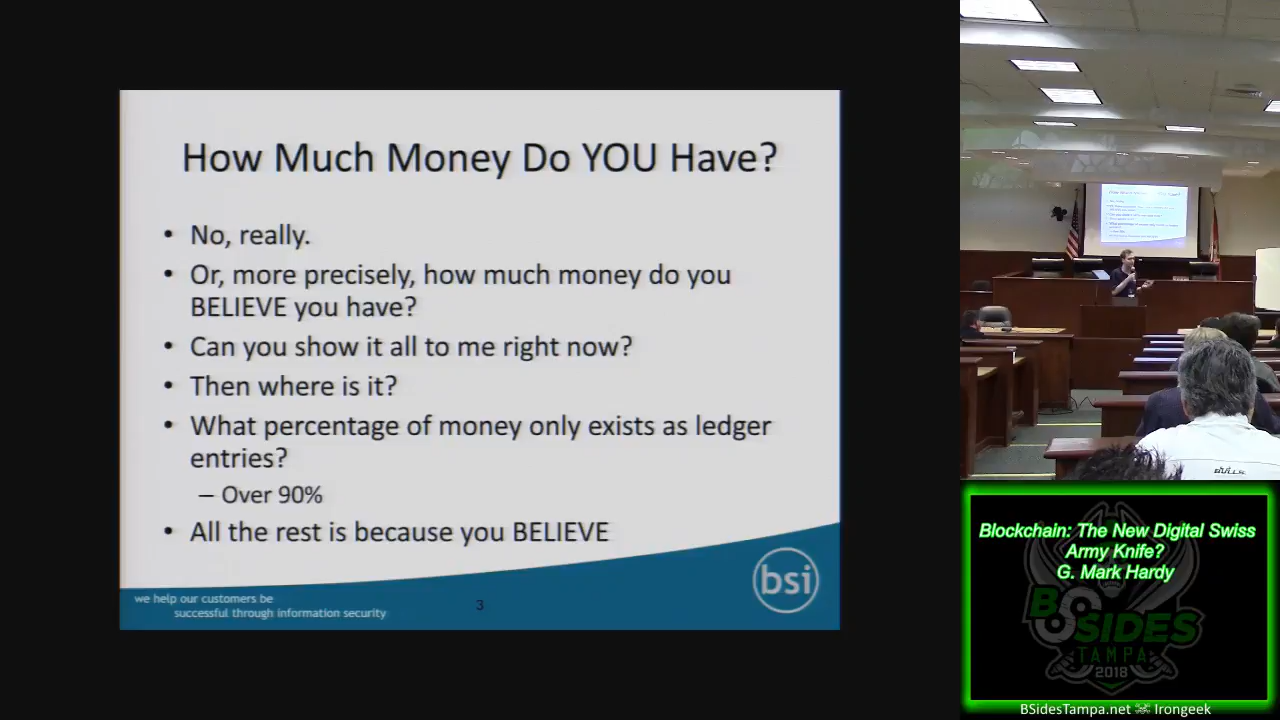 How Much Money Do YOU Have?
• No, really.
• Or, more precisely, how much money do you
BELIEVE you have?
• Can you show it all to me right now?
• Then where is it?
• What percentage of money only exists as ledger
entries?
– Over 90%
• All the rest is because you BELIEVE
we help our customers be
successful through information security
3
bsi
BULLS
Blockchain: The New Digital Swiss
Army Knife?
G. Mark Hardy
BSIDES
TAMPA
2018
BSidesTampa.net Irongeek